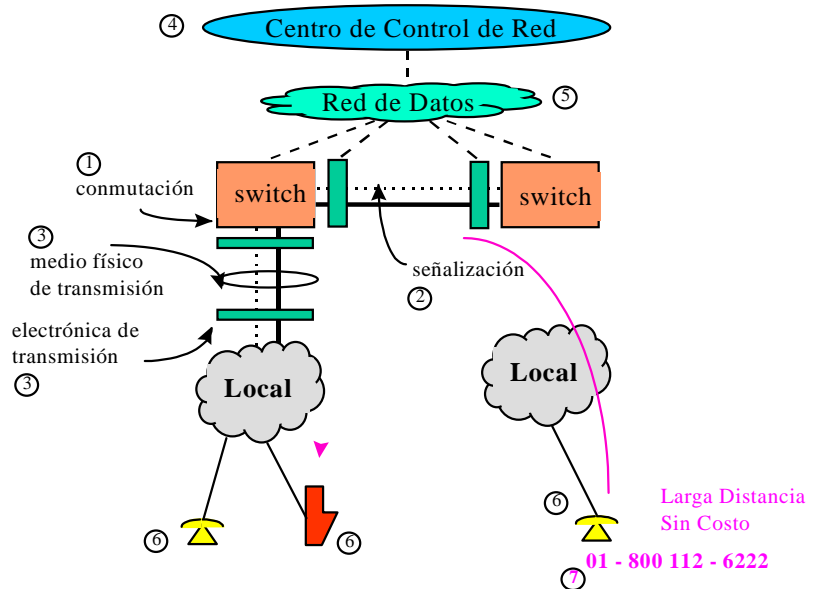 4
Centro de Control de Red
Red de Datos
5
1
conmutación
switch
switch
3
medio físico
de transmisión
señalización
2
electrónica de
transmisión
3
Local
Local
6
6
6
Larga Distancia
Sin Costo
01 - 800 112 - 6222
7